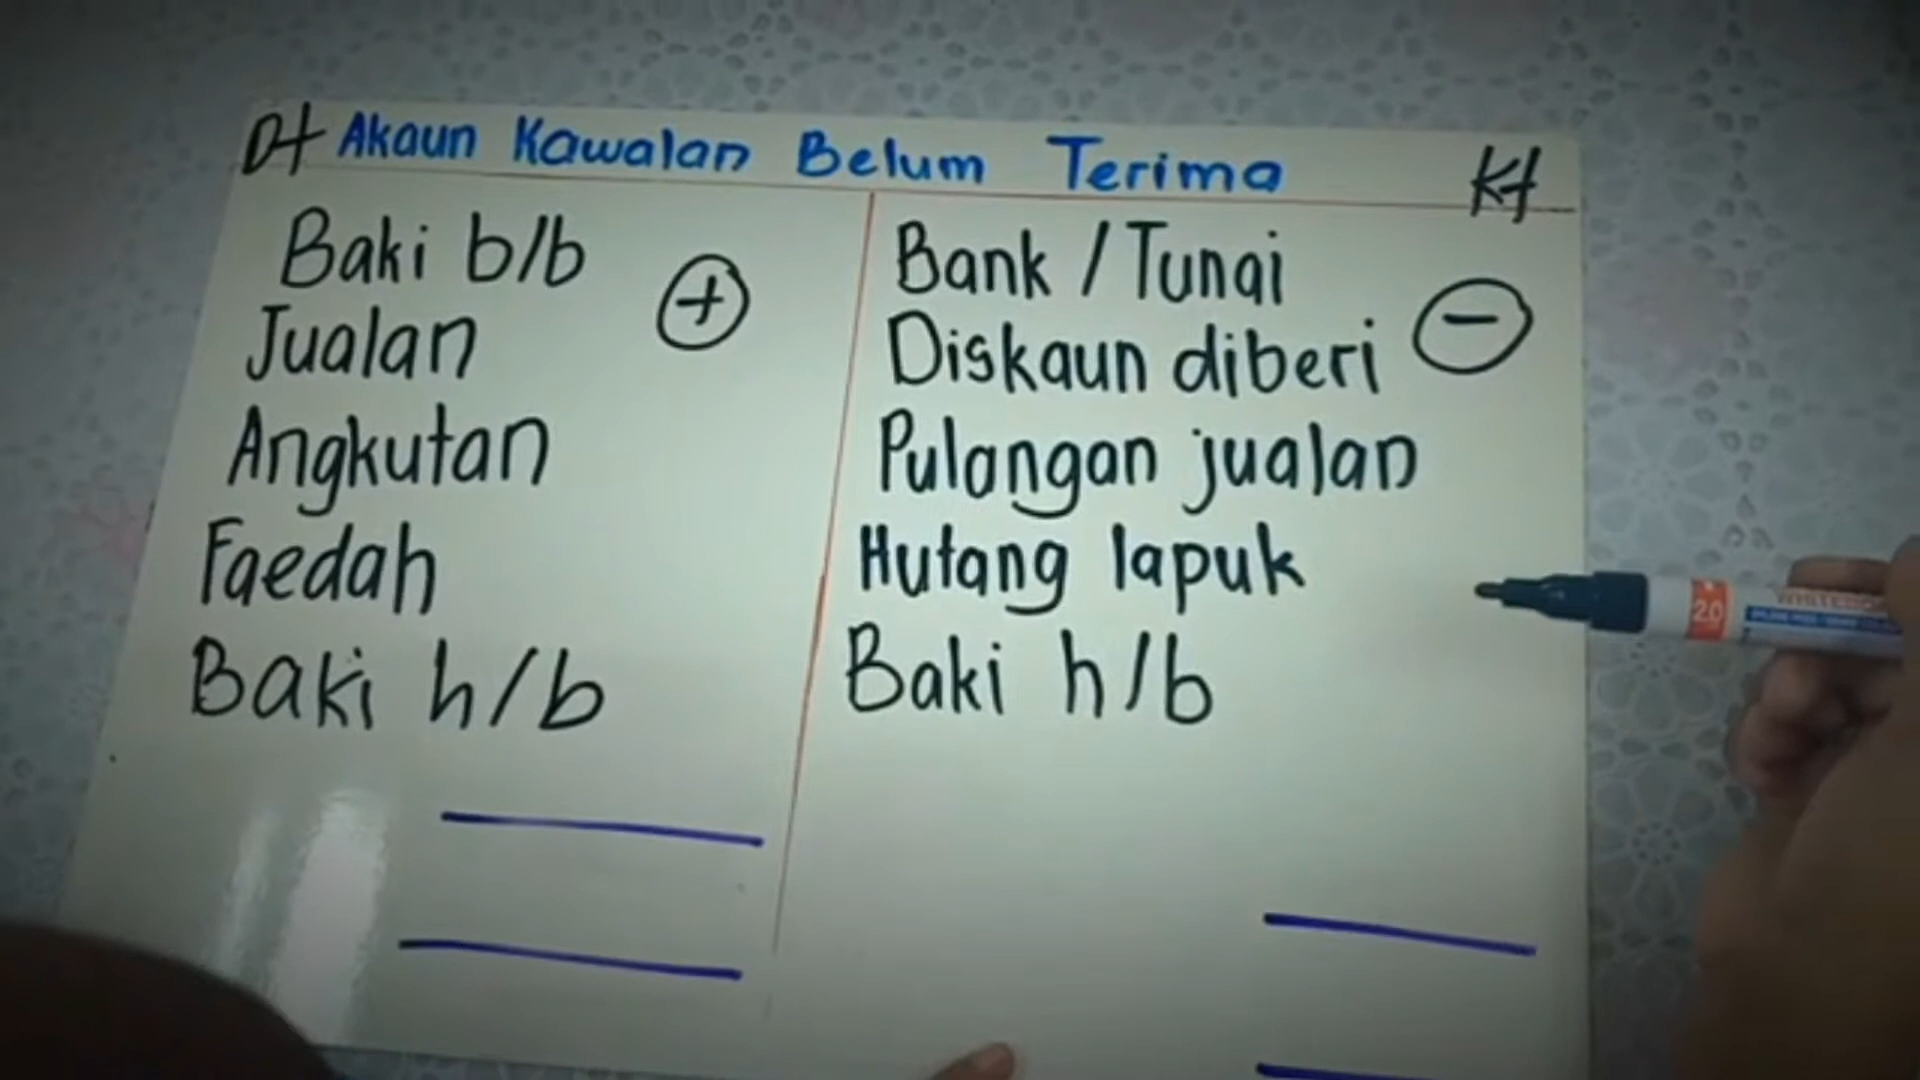 Dt Akaun Kawalan Belum Terima Kt
Baki b/b
Jualan
Angkutan
Faedah
Baki h/b
+
Bank / Tunai
Diskaun diberi
Pulangan jualan
Hutang lapuk
Baki h/b
−
20